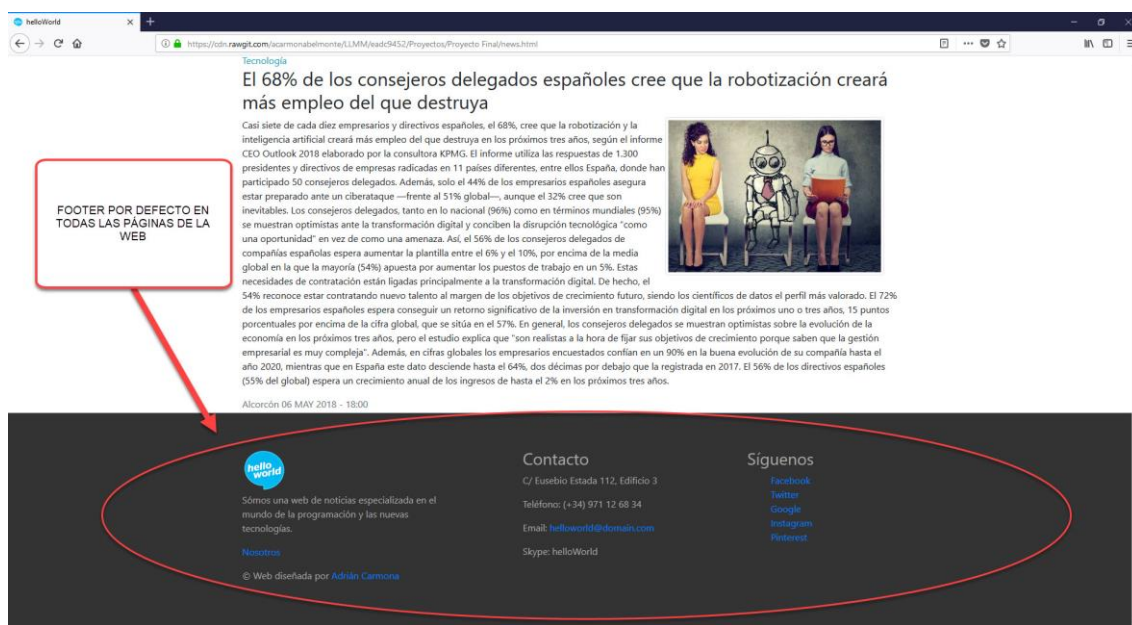 helloWorld
https://cdn.rawgit.com/acarmonabelmonte/LLMM/eadc9452/Proyectos/Proyecto Final/news.html
Tecnología
El 68% de los consejeros delegados españoles cree que la robotización creará
más empleo del que destruya
Casi siete de cada diez empresarios y directivos españoles, el 68%, cree que la robotización y la
inteligencia artificial creará más empleo del que destruya en los próximos tres años, según el informe
CEO Outlook 2018 elaborado por la consultora KPMG. El informe utiliza las respuestas de 1.300
presidentes y directivos de empresas radicadas en 11 países diferentes, entre ellos España, donde han
participado 50 consejeros delegados. Además, solo el 44% de los empresarios españoles asegura
estar preparado ante un ciberataque —frente al 51% global—, aunque el 32% cree que son
inevitables. Los consejeros delegados, tanto en lo nacional (96%) como en términos mundiales (95%)
se muestran optimistas ante la transformación digital y conciben la disrupción tecnológica "como
una oportunidad" en vez de como una amenaza. Así, el 56% de los consejeros delegados de
compañías españolas espera aumentar la plantilla entre el 6% y el 10%, por encima de la media
global en la que la mayoría (54%) apuesta por aumentar los puestos de trabajo en un 5%. Estas
necesidades de contratación están ligadas principalmente a la transformación digital. De hecho, el
54% reconoce estar contratando nuevo talento al margen de los objetivos de crecimiento futuro, siendo los científicos de datos el perfil más valorado. El 72%
de los empresarios españoles espera conseguir un retorno significativo de la inversión en transformación digital en los próximos uno o tres años, 15 puntos
porcentuales por encima de la cifra global, que se sitúa en el 57%. En general, los consejeros delegados se muestran optimistas sobre la evolución de la
economía en los próximos tres años, pero el estudio explica que "son realistas a la hora de fijar sus objetivos de crecimiento porque saben que la gestión
empresarial es muy compleja". Además, en cifras globales los empresarios encuestados confían en un 90% en la buena evolución de su compañía hasta el
año 2020, mientras que en España este dato desciende hasta el 64%, dos décimas por debajo que la registrada en 2017. El 56% de los directivos españoles
(55% del global) espera un crecimiento anual de los ingresos de hasta el 2% en los próximos tres años.
Alcorcón 06 MAY 2018 - 18:00
FOOTER POR DEFECTO EN
TODAS LAS PÁGINAS DE LA
WEB
hello
world
Sómos una web de noticias especializada en el
mundo de la programación y las nuevas
tecnologías.
Nosotros
© Web diseñada por Adrián Carmona
Contacto
C/ Eusebio Estada 112, Edificio 3
Teléfono: (+34) 971 12 68 34
Email: helloworld@domain.com
Skype: helloWorld
Síguenos
Facebook
Twitter
Google
Instagram
Pinterest